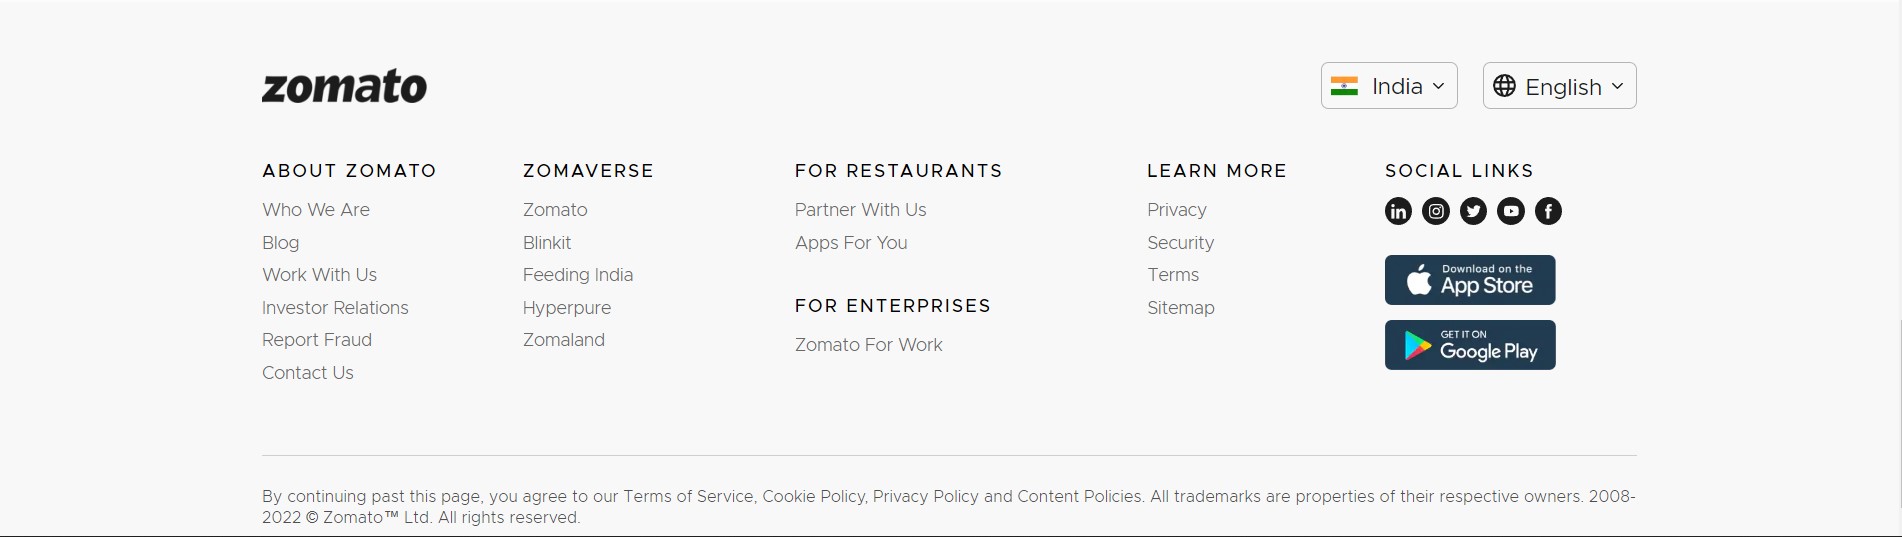 zomato
India
English
ABOUT ZOMATO
Who We Are
Blog
Work With Us
Investor Relations
Report Fraud
Contact Us
ZOMAVERSE
Zomato
Blinkit
Feeding India
Hyperpure
Zomaland
FOR RESTAURANTS
Partner With Us
Apps For You
FOR ENTERPRISES
Zomato For Work
LEARN MORE
Privacy
Security
Terms
Sitemap
SOCIAL LINKS
Download on the
App Store
GET IT ON
Google Play
By continuing past this page, you agree to our Terms of Service, Cookie Policy, Privacy Policy and Content Policies. All trademarks are properties of their respective owners. 2008-
2022 © Zomato™ Ltd. All rights reserved.